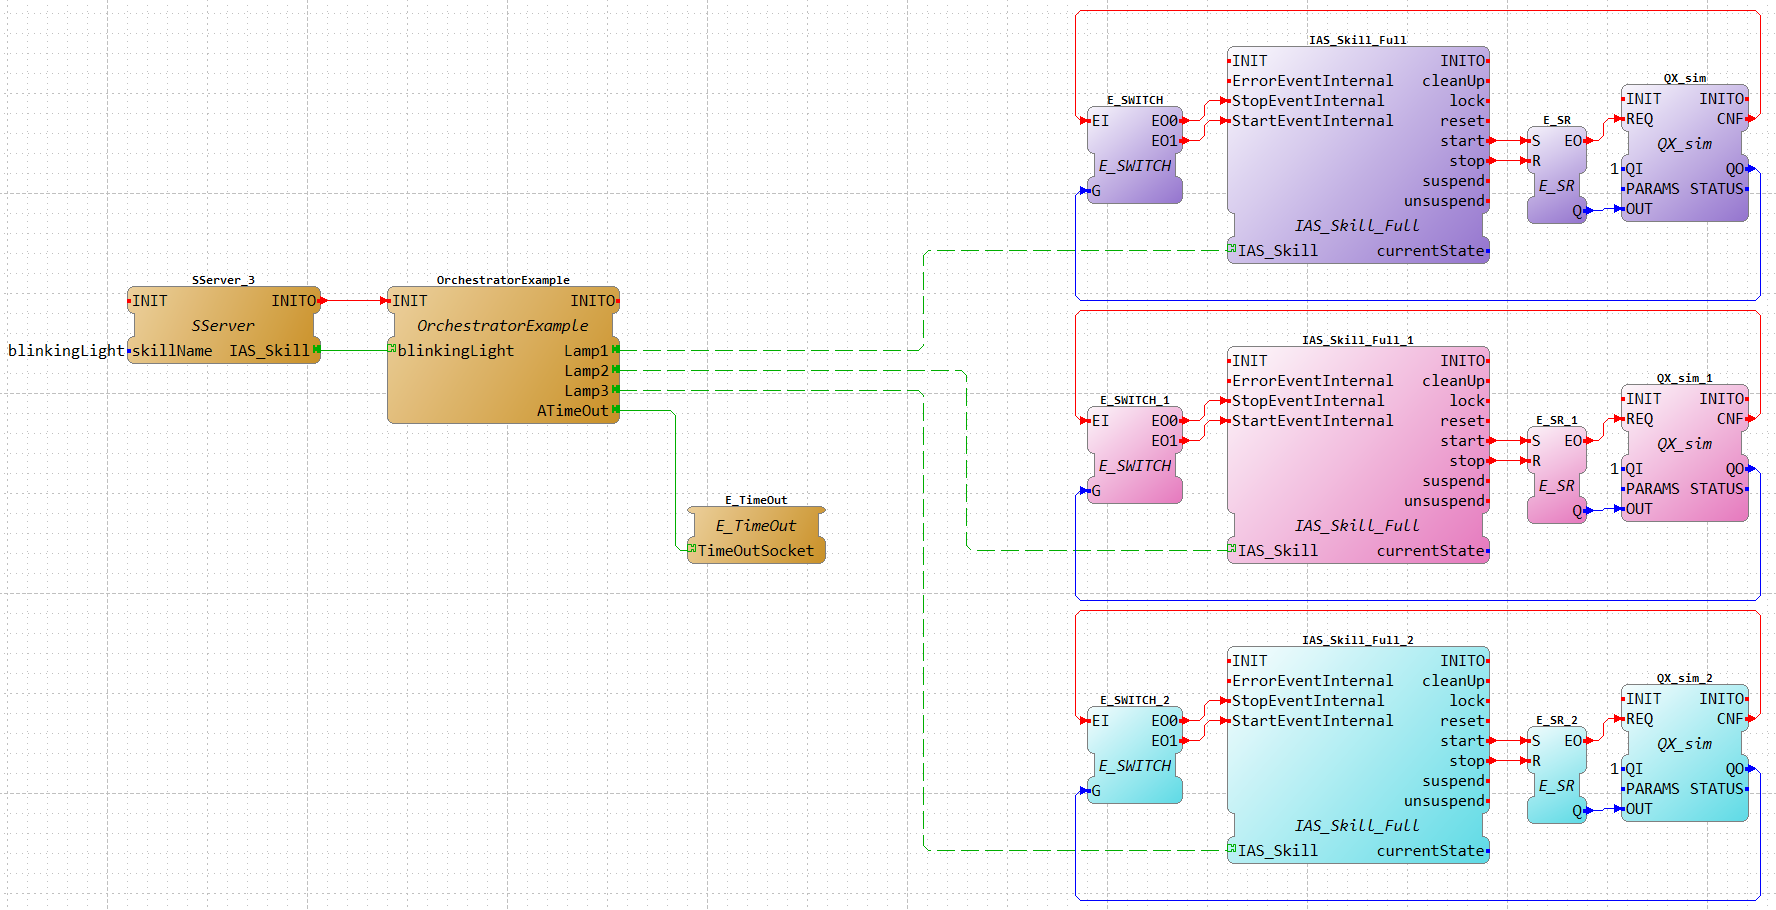 SServer_3
INIT INITO
SServer
blinkingLight skillName IAS_Skill
OrchestratorExample
INIT INITO
OrchestratorExample
blinkingLight Lamp1
Lamp2
Lamp3
ATimeOut
E_TimeOut
E_TimeOut
TimeOutSocket
E_SWITCH
EI EO0
EO1
E_SWITCH
G
IAS_Skill_Full
INIT INITO
ErrorEventInternal cleanUp
StopEventInternal lock
StartEventInternal reset
start
stop
suspend
unsuspend
IAS_Skill_Full
IAS_Skill currentState
E_SR
S EO
R
E_SR
Q
QX_sim
INIT INITO
REQ CNF
QX_sim
1 QI QO
PARAMS STATUS
OUT
E_SWITCH_1
EI EO0
EO1
E_SWITCH
G
IAS_Skill_Full_1
INIT INITO
ErrorEventInternal cleanUp
StopEventInternal lock
StartEventInternal reset
start
stop
suspend
unsuspend
IAS_Skill_Full
IAS_Skill currentState
E_SR_1
S EO
R
E_SR
Q
QX_sim_1
INIT INITO
REQ CNF
QX_sim
1 QI QO
PARAMS STATUS
OUT
E_SWITCH_2
EI EO0
EO1
E_SWITCH
G
IAS_Skill_Full_2
INIT INITO
ErrorEventInternal cleanUp
StopEventInternal lock
StartEventInternal reset
start
stop
suspend
unsuspend
IAS_Skill_Full
IAS_Skill currentState
E_SR_2
S EO
R
E_SR
Q
QX_sim_2
INIT INITO
REQ CNF
QX_sim
1 QI QO
PARAMS STATUS
OUT